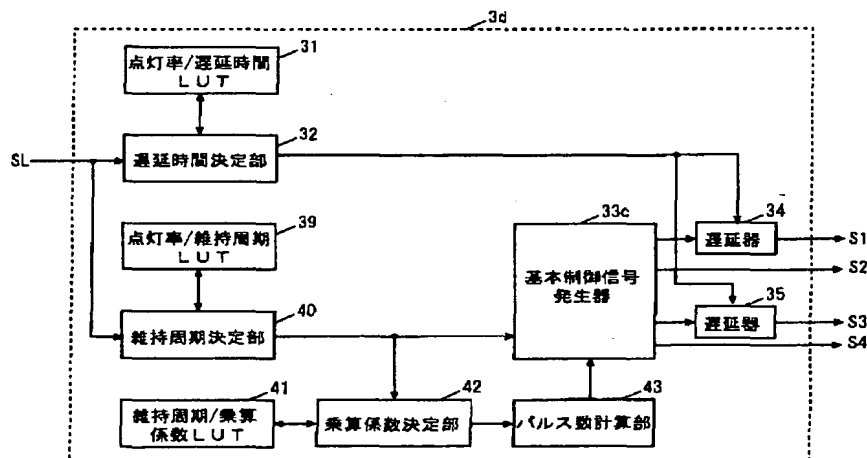 3d
31
点灯率/遅延時間
LUT
32
SL
遅延時間決定部
39
点灯率/維持周期
LUT
33c
34
遅延器
S1
基本制御信号
発生器
S2
35
40
維持周期決定部
遅延器
S3
S4
41
維持周期/乗算
係数LUT
42
乗算係数決定部
43
パルス数計算部